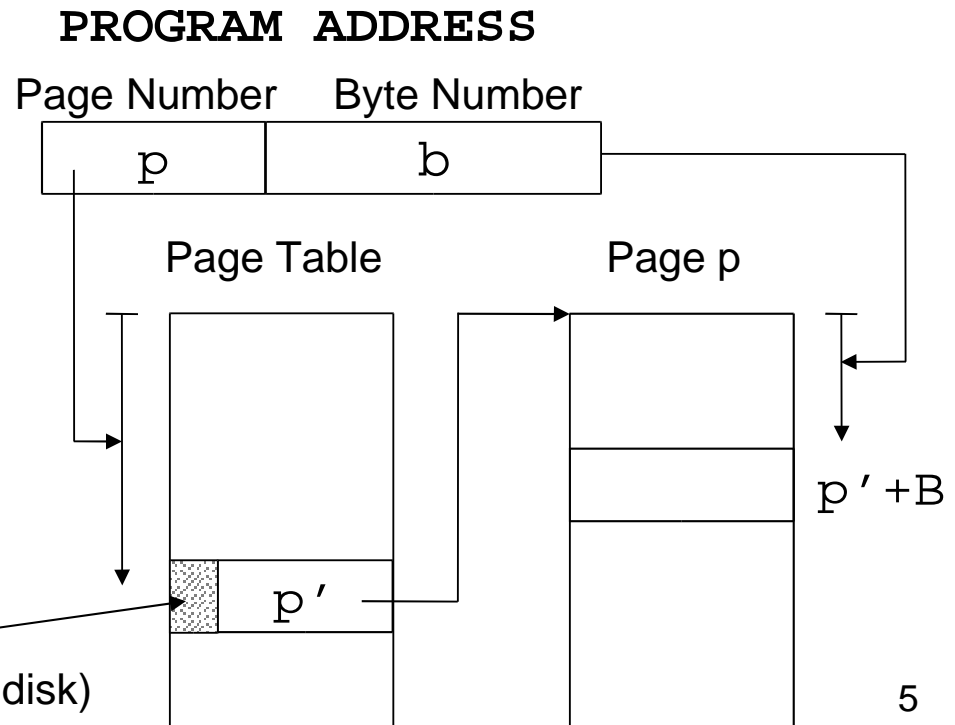 PROGRAM ADDRESS
Page Number Byte Number
p b
Page Table Page p
p'+B
p'
disk)
5